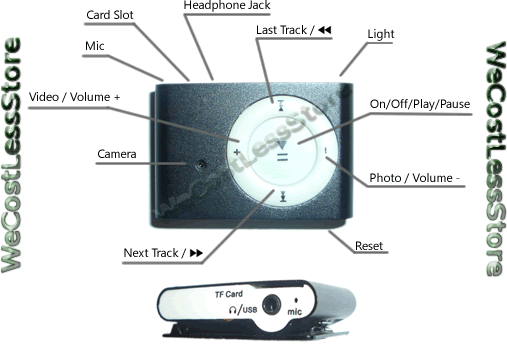 Headphone Jack
Card Slot
Last Track /
Light
Mic
Video / Volume +
On/Off/Play/Pause
Camera
Photo / Volume -
Next Track /
Reset
WeCostLessStore
WeCostLessStore
WeCostLessStore
TF Card
/USB
mic